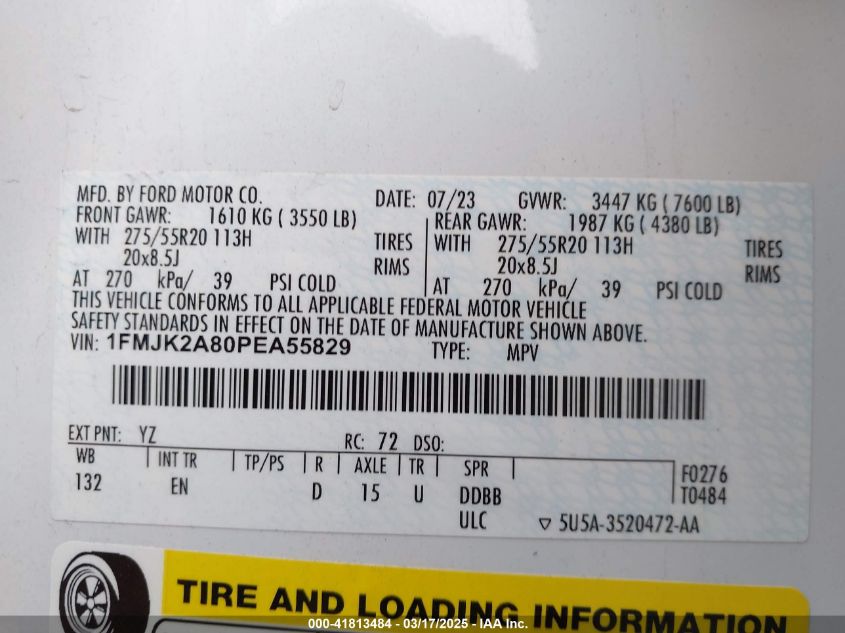 MFD. BY FORD MOTOR CO. DATE: 07/23 GVWR: 3447 KG ( 7600 LB)
FRONT GAWR: 1610 KG ( 3550 LB) REAR GAWR: 1987 KG ( 4380 LB)
WITH 275/55R20 113H TIRES WITH 275/55R20 113H TIRES
20x8.5J RIMS 20x8.5J RIMS
AT 270 kPa/ 39 PSI COLD AT 270 kPa/ 39 PSI COLD
THIS VEHICLE CONFORMS TO ALL APPLICABLE FEDERAL MOTOR VEHICLE
SAFETY STANDARDS IN EFFECT ON THE DATE OF MANUFACTURE SHOWN ABOVE.
VIN: 1FMJK2A80PEA55829 TYPE: MPV
EXT PNT: YZ RC: 72 DSO:
WB INT TR TP/PS R AXLE TR SPR F0276
132 EN D 15 U DDBB T0484
ULC ▽ 5U5A-3520472-AA
TIRE AND LOADING INFORMATION
000-41813484 - 03/17/2025 - IAA Inc.